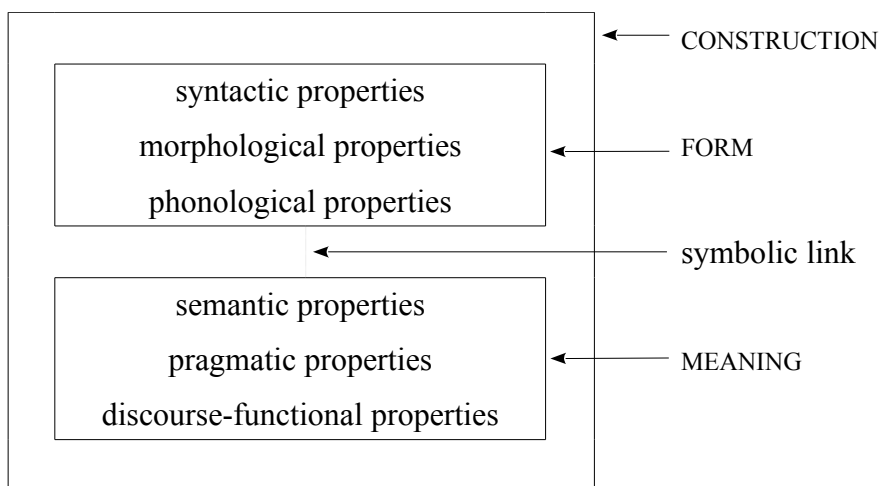 CONSTRUCTION
syntactic properties
morphological properties
FORM
phonological properties
symbolic link
semantic properties
pragmatic properties
MEANING
discourse-functional properties